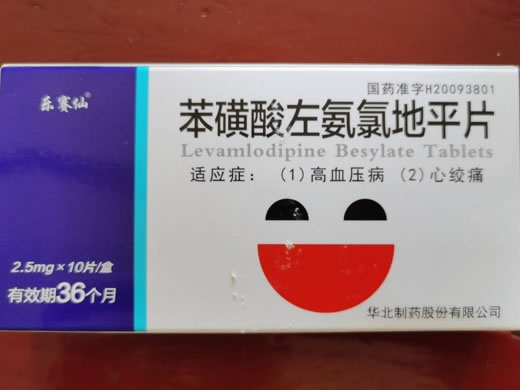 乐赛仙®
国药准字H20093801
苯磺酸左氨氯地平片
Levamlodipine Besylate Tablets
适应症：（1）高血压病 （2）心绞痛
2.5mg×10片/盒
有效期36个月
华北制药股份有限公司